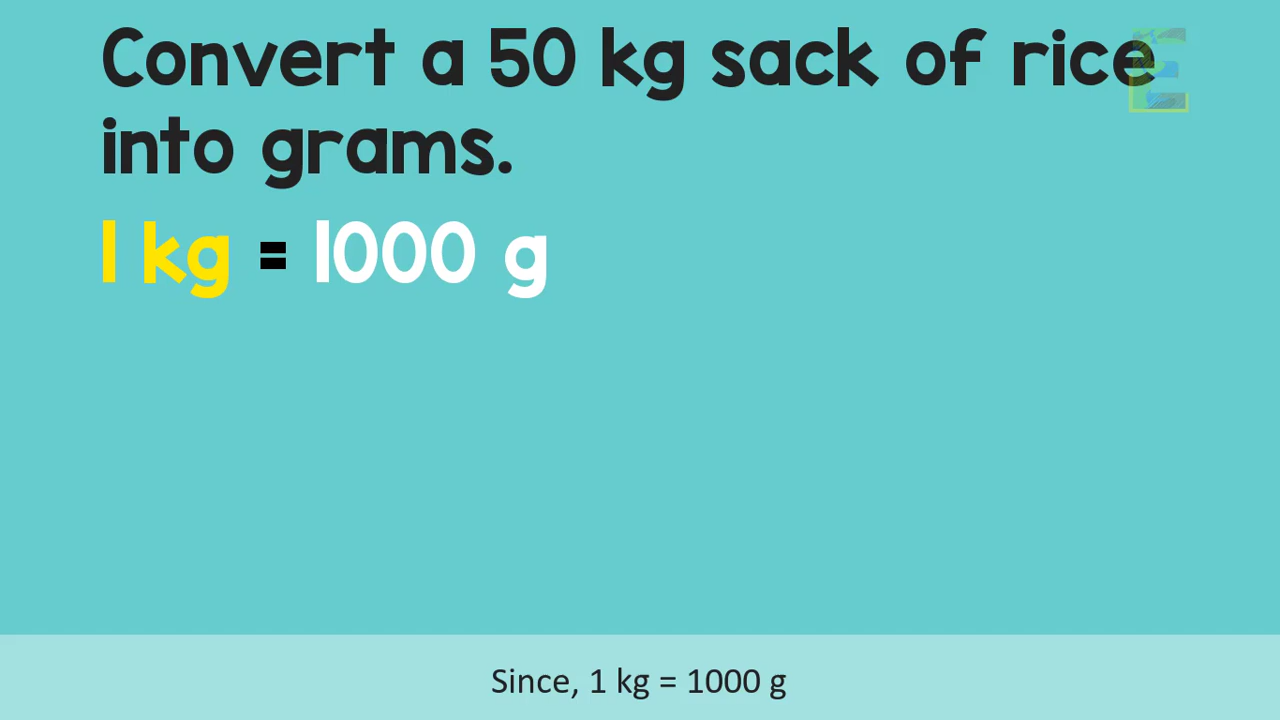 Convert a 50 kg sack of rice
into grams.
1 kg = 1000 g
Since, 1 kg = 1000 g